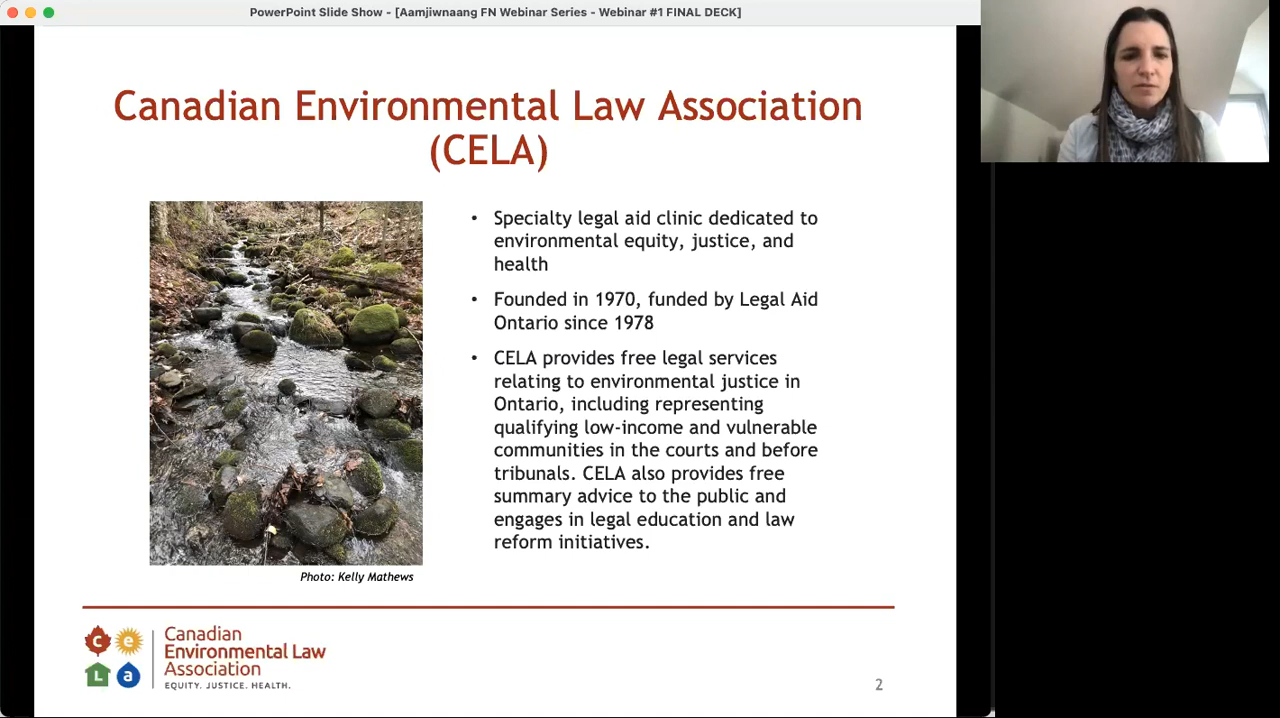 PowerPoint Slide Show - [Aamjiwnaang FN Webinar Series - Webinar #1 FINAL DECK]
Canadian Environmental Law Association
(CELA)
• Specialty legal aid clinic dedicated to
environmental equity, justice, and
health
• Founded in 1970, funded by Legal Aid
Ontario since 1978
• CELA provides free legal services
relating to environmental justice in
Ontario, including representing
qualifying low-income and vulnerable
communities in the courts and before
tribunals. CELA also provides free
summary advice to the public and
engages in legal education and law
reform initiatives.
Photo: Kelly Mathews
c e
L a
Canadian
Environmental Law
Association
EQUITY. JUSTICE. HEALTH.
2